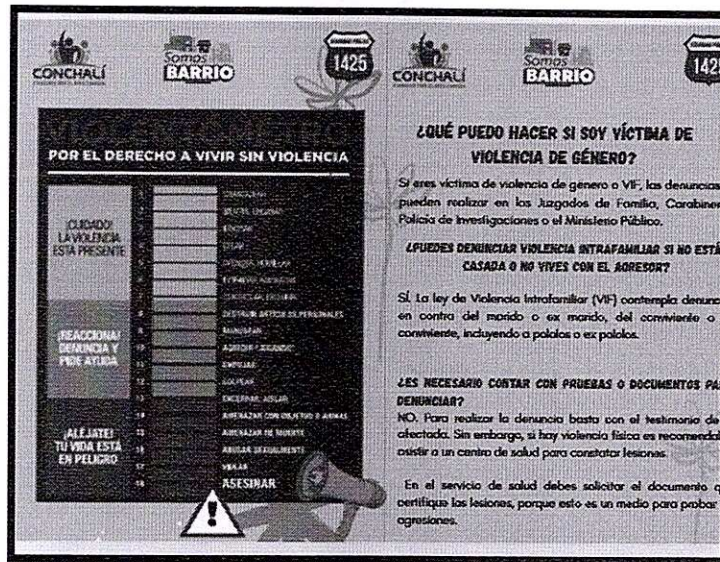 CONCHALÍ
Somos
BARRIO
1425
POR EL DERECHO A VIVIR SIN VIOLENCIA
¡CUIDADO!
LA VIOLENCIA
ESTÁ PRESENTE
¡REACCIONA!
DENUNCIA Y
PIDE AYUDA
¡ALÉJATE!
TU VIDA ESTÁ
EN PELIGRO
DESTRUIR ARTÍCULOS PERSONALES
MANOSEAR
AGREDIR "JUGANDO"
EMPUJAR
GOLPEAR
ENCERRAR, AISLAR
AMENAZAR CON OBJETOS O ARMAS
AMENAZAR DE MUERTE
ABUSAR SEXUALMENTE
VIOLAR
ASESINAR
CONCHALÍ
Somos
BARRIO
1425
¿QUÉ PUEDO HACER SI SOY VÍCTIMA DE
VIOLENCIA DE GÉNERO?
Si eres víctima de violencia de genero o VIF, las denuncias
pueden realizar en los Juzgados de Familia, Carabiner
Policía de Investigaciones o el Ministerio Público.
¿PUEDES DENUNCIAR VIOLENCIA INTRAFAMILIAR SI NO ESTÁ
CASADA O NO VIVES CON EL AGRESOR?
SÍ. La ley de Violencia Intrafamiliar (VIF) contempla denunc
en contra del marido o ex marido, del conviviente o
conviviente, incluyendo a pololos o ex pololos.
¿ES NECESARIO CONTAR CON PRUEBAS O DOCUMENTOS PA
DENUNCIAR?
NO. Para realizar la denuncia basta con el testimonio de
afectada. Sin embargo, si hay violencia física es recomendab
asistir a un centro de salud para constatar lesiones.
En el servicio de salud debes solicitar el documento q
certifique las lesiones, porque esto es un medio para probar
agresiones.